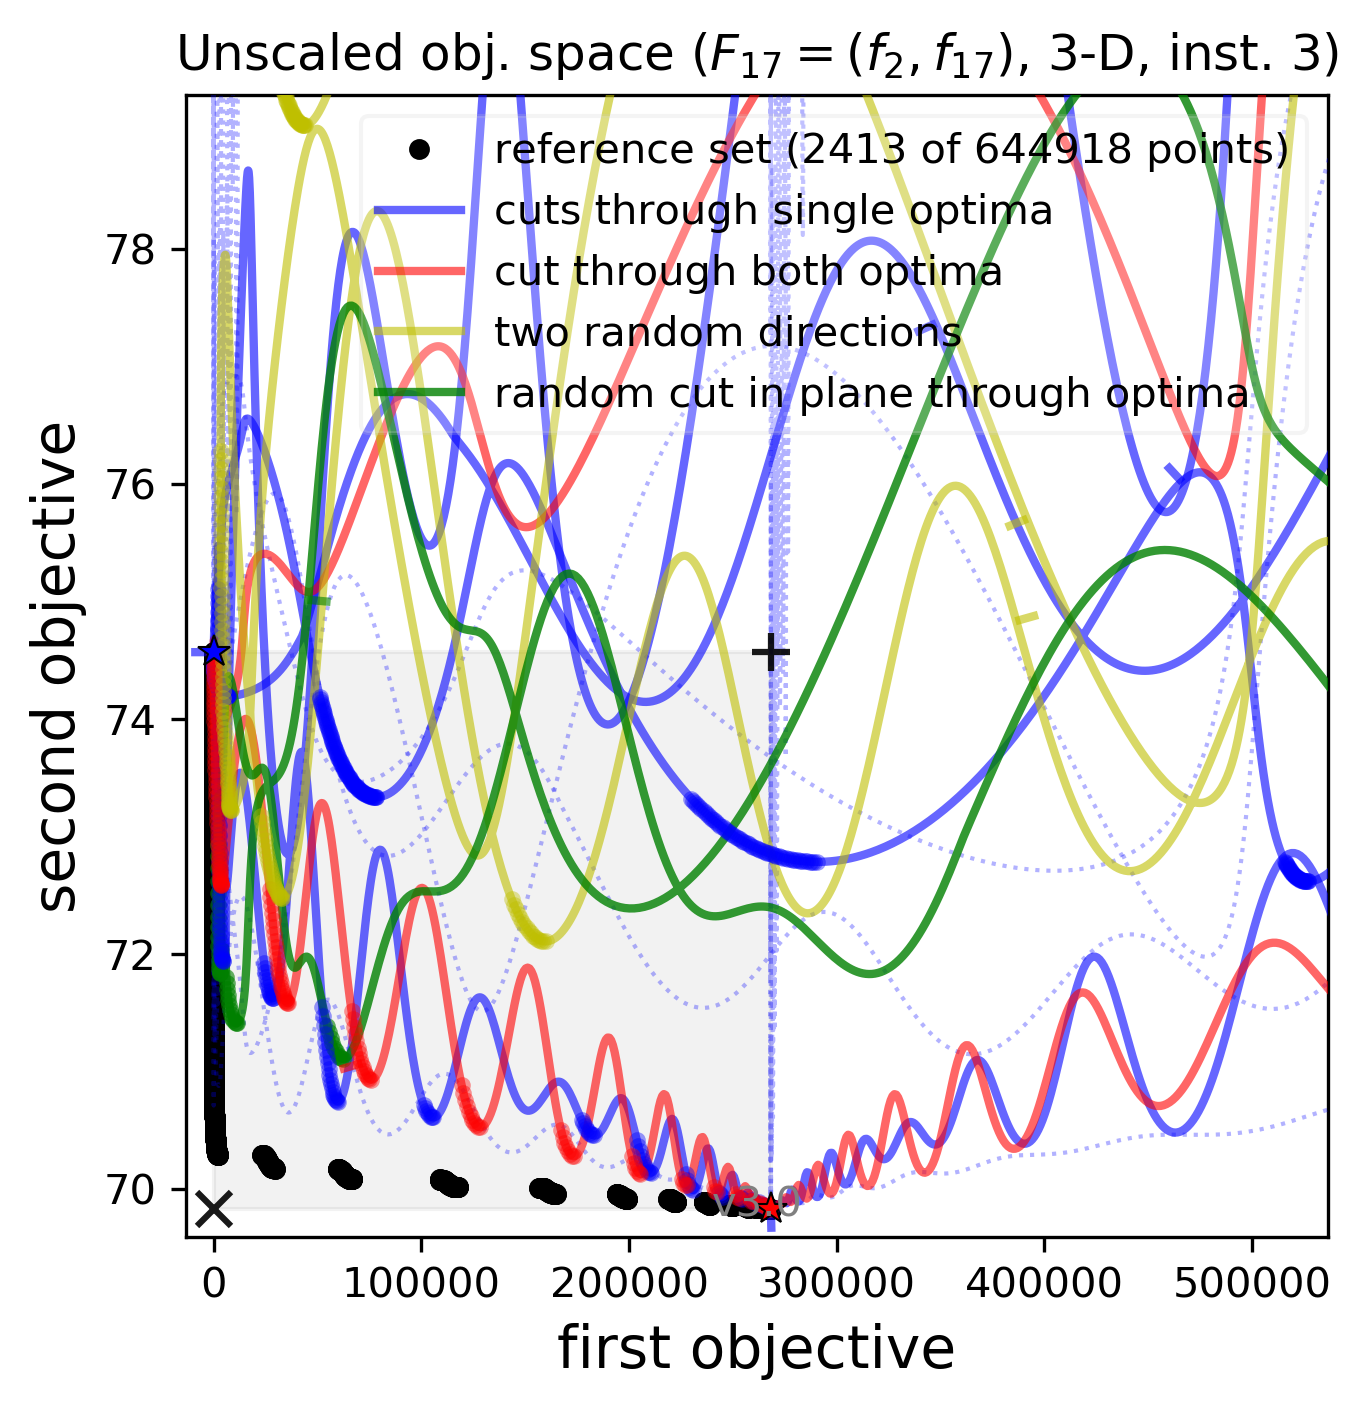 Unscaled obj. space (F17 = (f2, f17), 3-D, inst. 3)
reference set (2413 of 644918 points)
cuts through single optima
cut through both optima
two random directions
random cut in plane through optima
second objective
78
76
74
72
70
v3.0
0 100000 200000 300000 400000 500000
first objective